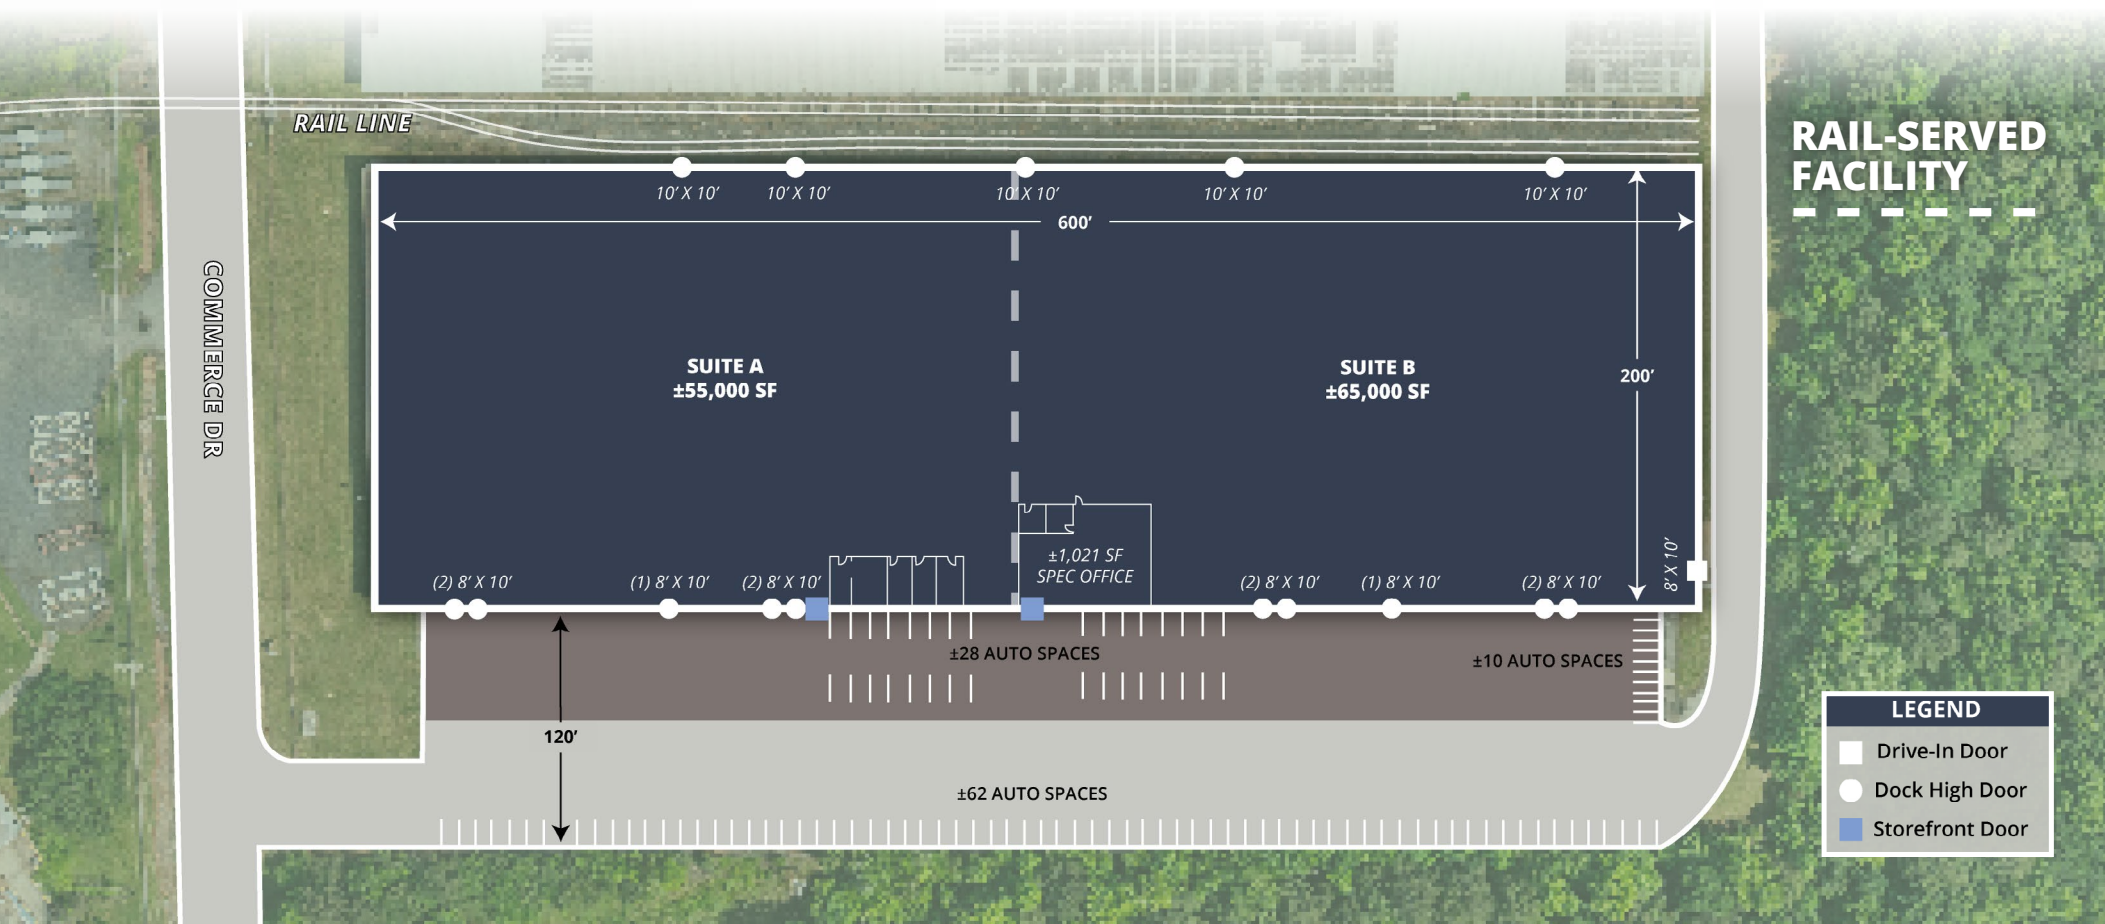 RAIL LINE
RAIL-SERVED
FACILITY
10’ X 10’
10’ X 10’
10’ X 10’
10’ X 10’
10’ X 10’
600’
COMMERCE DR
SUITE A
±55,000 SF
SUITE B
±65,000 SF
200’
±1,021 SF
SPEC OFFICE
8’ X 10’
(2) 8’ X 10’
(1) 8’ X 10’
(2) 8’ X 10’
(2) 8’ X 10’
(1) 8’ X 10’
(2) 8’ X 10’
±28 AUTO SPACES
±10 AUTO SPACES
120’
±62 AUTO SPACES
LEGEND
Drive-In Door
Dock High Door
Storefront Door